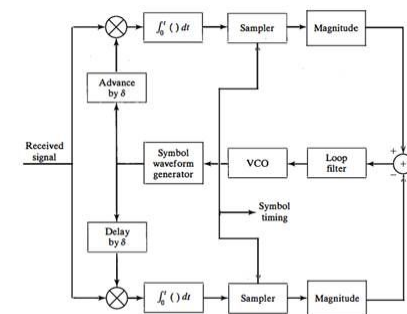 ∫₀ᵗ ( ) dt
Sampler
Magnitude
Advance
by δ
Received
signal
Symbol
waveform
generator
VCO
Loop
filter
+
+
−
Symbol
timing
Delay
by δ
∫₀ᵗ ( ) dt
Sampler
Magnitude